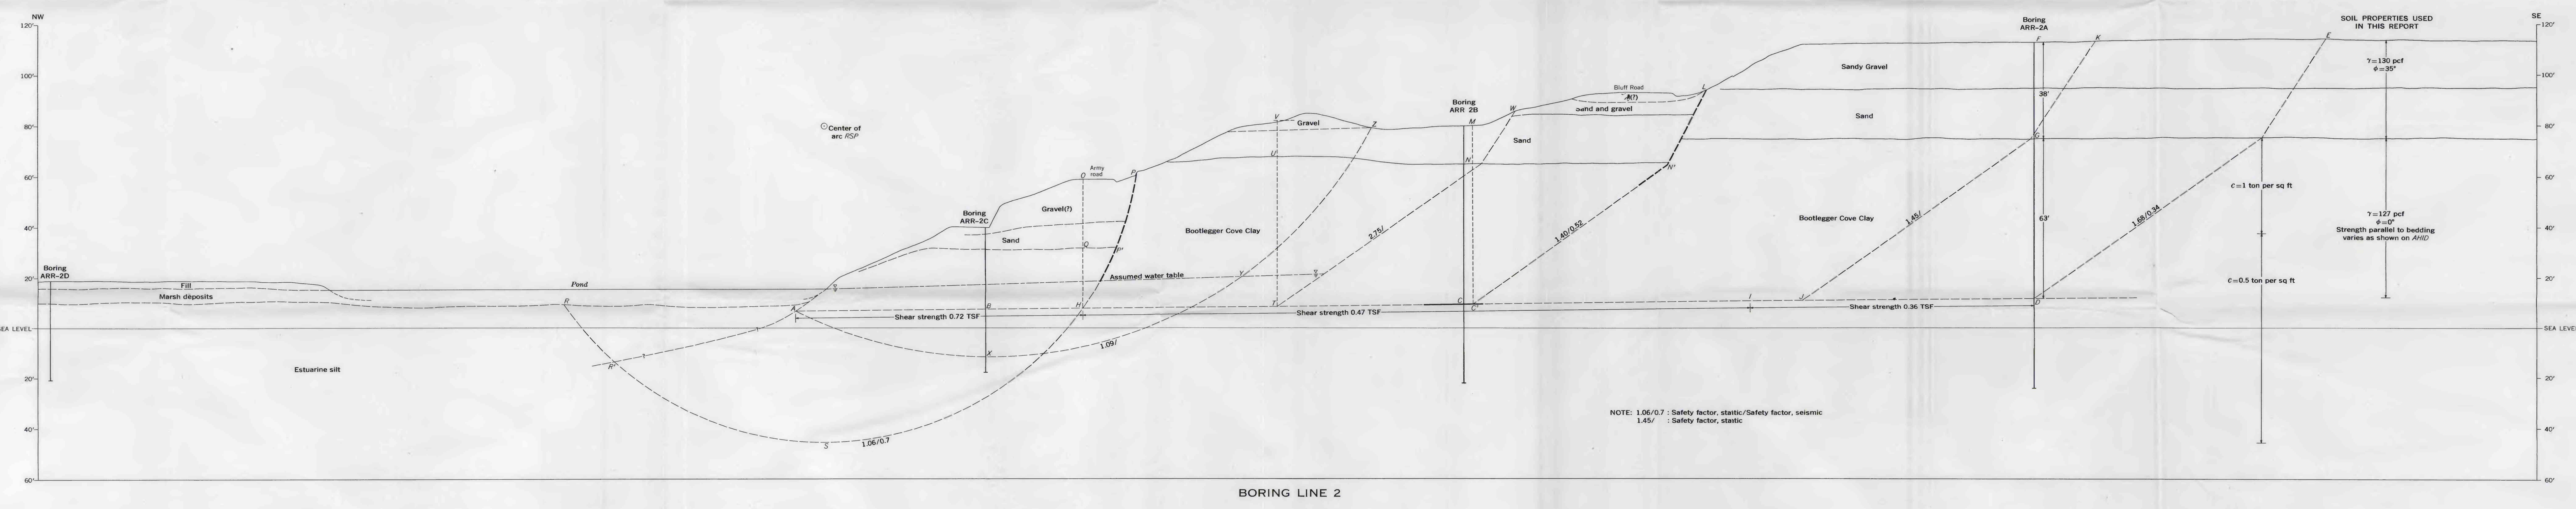 NW
SE
120'
100'
80'
60'
40'
20'
SEA LEVEL
20'
40'
60'
120'
100'
80'
60'
40'
20'
SEA LEVEL
20'
40'
60'
Boring
ARR-2D
Fill
Marsh deposits
Pond
Estuarine silt
Center of
arc RSP
Boring
ARR-2C
Gravel(?)
Sand
Army
road
Bootlegger Cove Clay
Assumed water table
Gravel
Boring
ARR 2B
Sand
Sand and gravel
Bluff Road
Sandy Gravel
Sand
Bootlegger Cove Clay
Boring
ARR-2A
38'
63'
SOIL PROPERTIES USED
IN THIS REPORT
γ=130 pcf
ϕ=35°
C=1 ton per sq ft
γ=127 pcf
ϕ=0°
Strength parallel to bedding
varies as shown on AHID
C=0.5 ton per sq ft
Shear strength 0.72 TSF
Shear strength 0.47 TSF
Shear strength 0.36 TSF
1.06/0.7
1.09/
2.75/
1.40/0.52
1.45/
1.68/0.34
R
R'
S
A
B
X
H
Q
O
P
P'
V
U
T
Y
Z
M
N
C
C'
W
L
N'
I
J
F
G
D
K
E
NOTE: 1.06/0.7 : Safety factor, staitic/Safety factor, seismic
1.45/ : Safety factor, staitic
BORING LINE 2